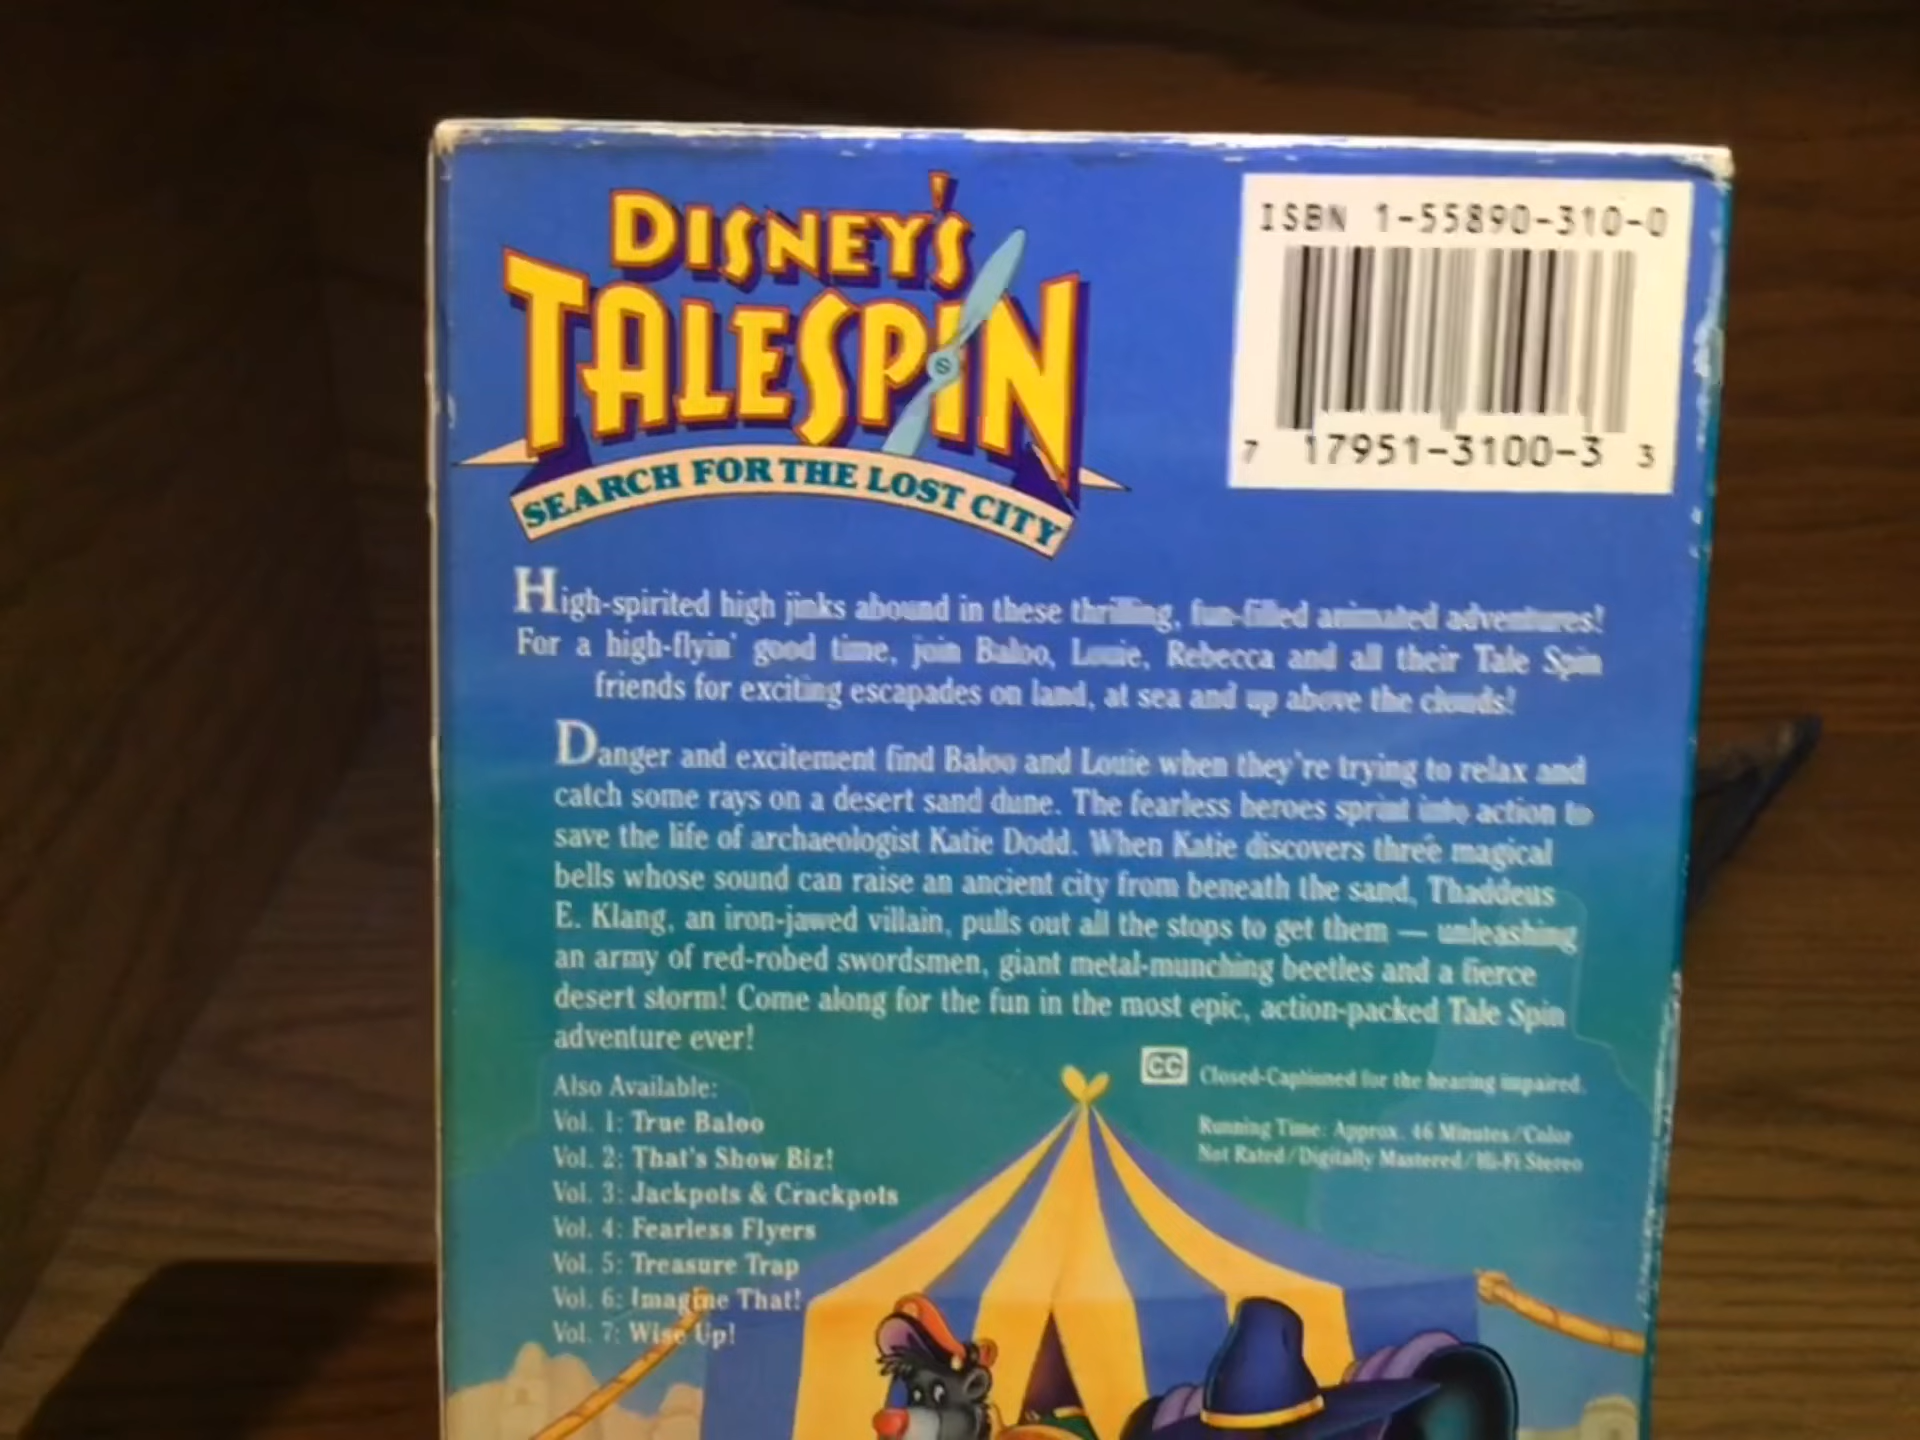 DISNEY'S
TALESPIN
SEARCH FOR THE LOST CITY
ISBN 1-55890-310-0
7 17951-3100-3 3
High-spirited high jinks abound in these thrilling, fun-filled animated adventures!
For a high-flyin' good time, join Baloo, Louie, Rebecca and all their Tale Spin
friends for exciting escapades on land, at sea and up above the clouds!
Danger and excitement find Baloo and Louie when they're trying to relax and
catch some rays on a desert sand dune. The fearless heroes sprint into action to
save the life of archaeologist Katie Dodd. When Katie discovers three magical
bells whose sound can raise an ancient city from beneath the sand, Thaddeus
E. Klang, an iron-jawed villain, pulls out all the stops to get them — unleashing
an army of red-robed swordsmen, giant metal-munching beetles and a fierce
desert storm! Come along for the fun in the most epic, action-packed Tale Spin
adventure ever!
CC Closed-Captioned for the hearing impaired.
Running Time: Approx. 46 Minutes/Color
Not Rated/Digitally Mastered/Hi-Fi Stereo
Also Available:
Vol. 1: True Baloo
Vol. 2: That's Show Biz!
Vol. 3: Jackpots & Crackpots
Vol. 4: Fearless Flyers
Vol. 5: Treasure Trap
Vol. 6: Imagine That!
Vol. 7: Wise Up!